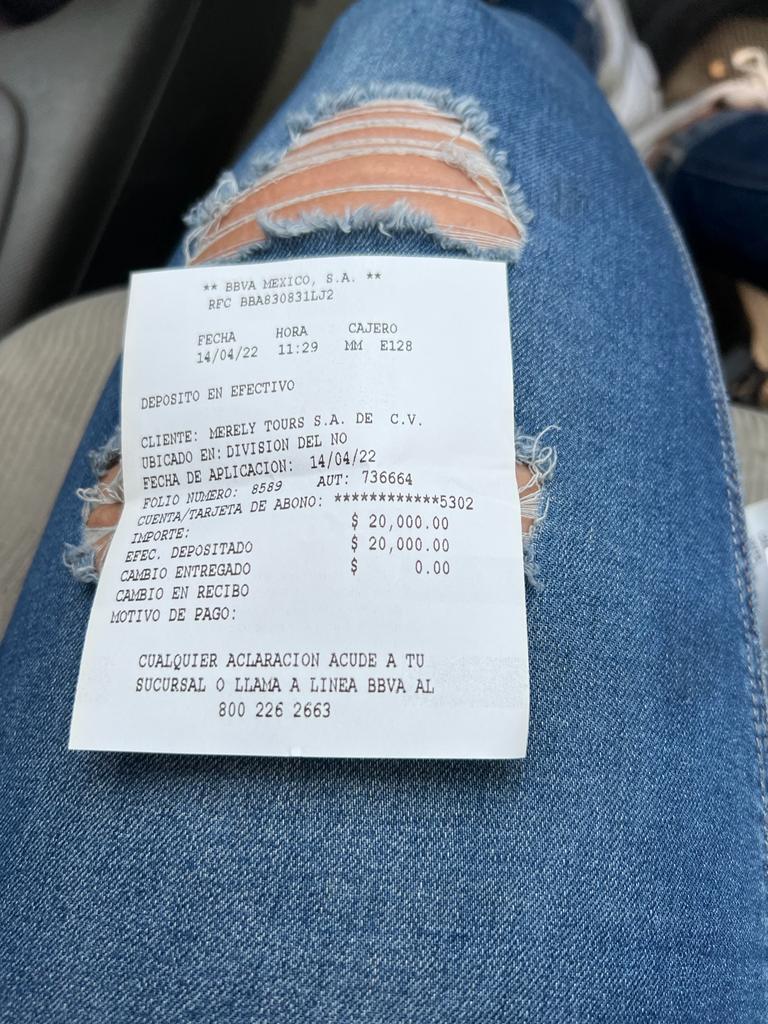 ** BBVA MEXICO, S.A. **
RFC BBA830831LJ2
FECHA HORA CAJERO
14/04/22 11:29 MM E128
DEPOSITO EN EFECTIVO
CLIENTE: MERELY TOURS S.A. DE C.V.
UBICADO EN: DIVISION DEL NO
FECHA DE APLICACION: 14/04/22
FOLIO NUMERO: 8589 AUT: 736664
CUENTA/TARJETA DE ABONO: ************5302
IMPORTE: $ 20,000.00
EFEC. DEPOSITADO $ 20,000.00
CAMBIO ENTREGADO $ 0.00
CAMBIO EN RECIBO
MOTIVO DE PAGO:
CUALQUIER ACLARACION ACUDE A TU
SUCURSAL O LLAMA A LINEA BBVA AL
800 226 2663